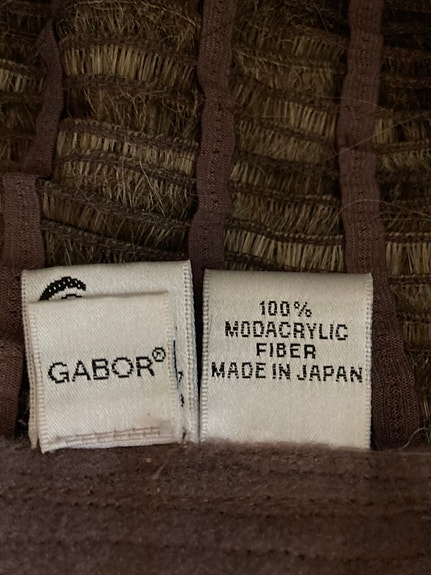 GABOR®
100%
MODACRYLIC
FIBER
MADE IN JAPAN